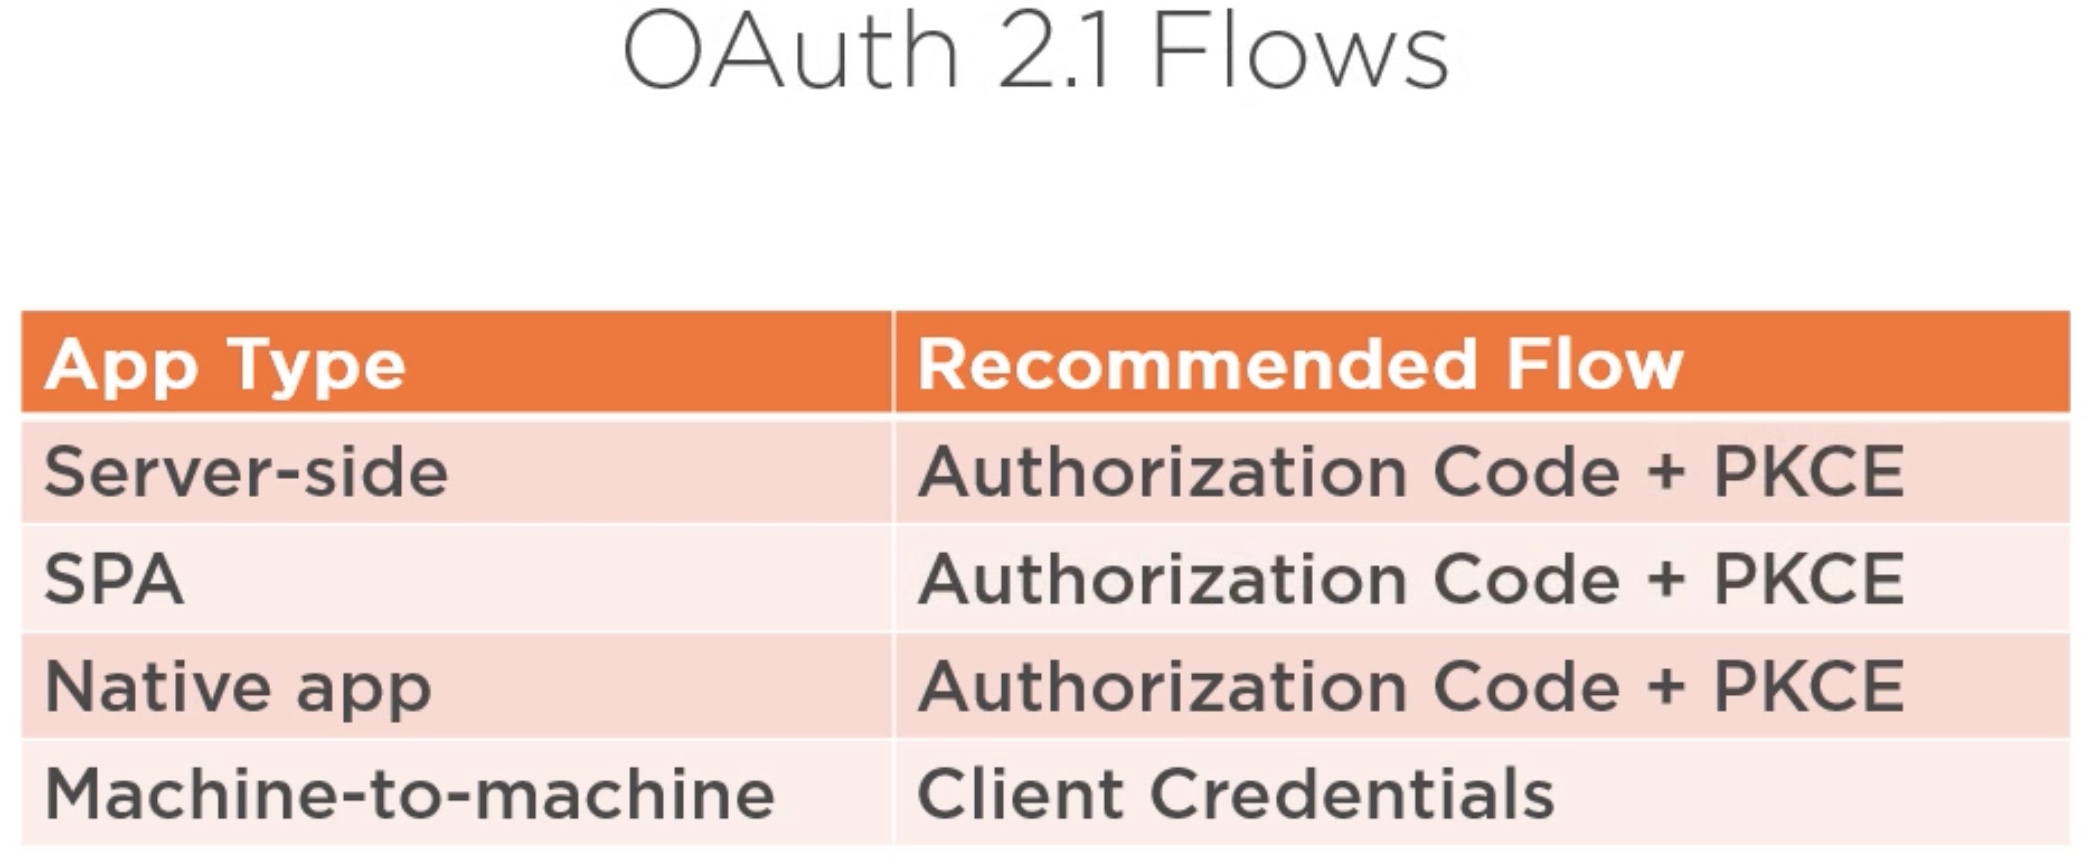 OAuth 2.1 Flows
App Type Recommended Flow
Server-side Authorization Code + PKCE
SPA Authorization Code + PKCE
Native app Authorization Code + PKCE
Machine-to-machine Client Credentials